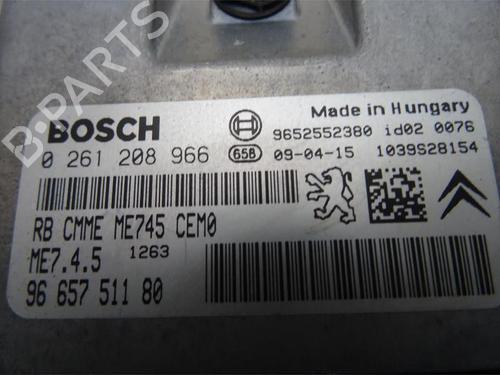 B-PARTS
BOSCH
Made in Hungary
9652552380 id02 0076
0 261 208 966
65B
09-04-15
1039S28154
RB CMME ME745 CEM0
ME7.4.5
1263
96 657 511 80